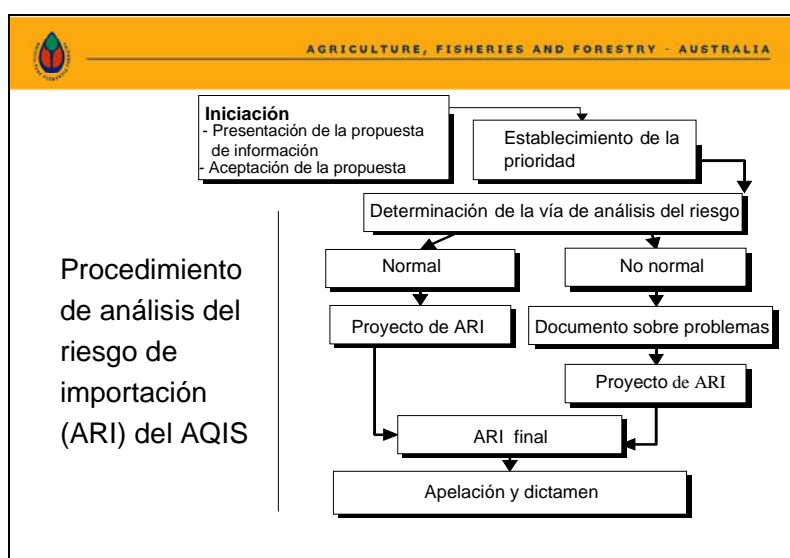 AGRICULTURE, FISHERIES AND FORESTRY - AUSTRALIA
Iniciación
- Presentación de la propuesta
de información
- Aceptación de la propuesta
Establecimiento de la
prioridad
Determinación de la vía de análisis del riesgo
Normal
No normal
Proyecto de ARI
Documento sobre problemas
Proyecto de ARI
ARI final
Apelación y dictamen
Procedimiento
de análisis del
riesgo de
importación
(ARI) del AQIS